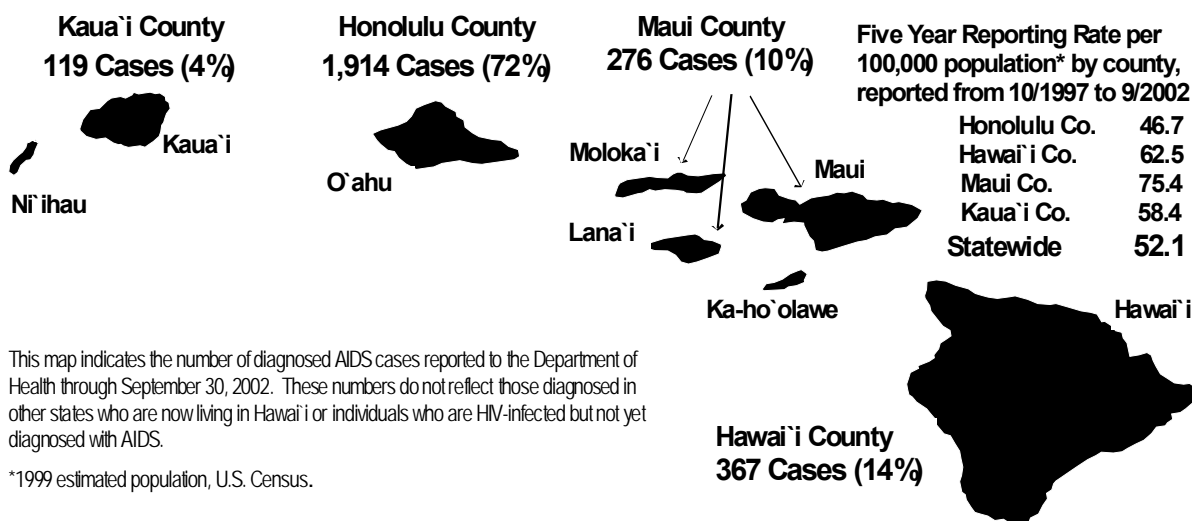 Kaua`i County
119 Cases (4%)
Honolulu County
1,914 Cases (72%)
Maui County
276 Cases (10%)
Five Year Reporting Rate per
100,000 population* by county,
reported from 10/1997 to 9/2002
Honolulu Co. 46.7
Hawai`i Co. 62.5
Maui Co. 75.4
Kaua`i Co. 58.4
Statewide 52.1
Kaua`i
Ni`ihau
O`ahu
Moloka`i
Maui
Lana`i
Ka-ho`olawe
Hawai`i
This map indicates the number of diagnosed AIDS cases reported to the Department of
Health through September 30, 2002. These numbers do not reflect those diagnosed in
other states who are now living in Hawai`i or individuals who are HIV-infected but not yet
diagnosed with AIDS.
*1999 estimated population, U.S. Census.
Hawai`i County
367 Cases (14%)